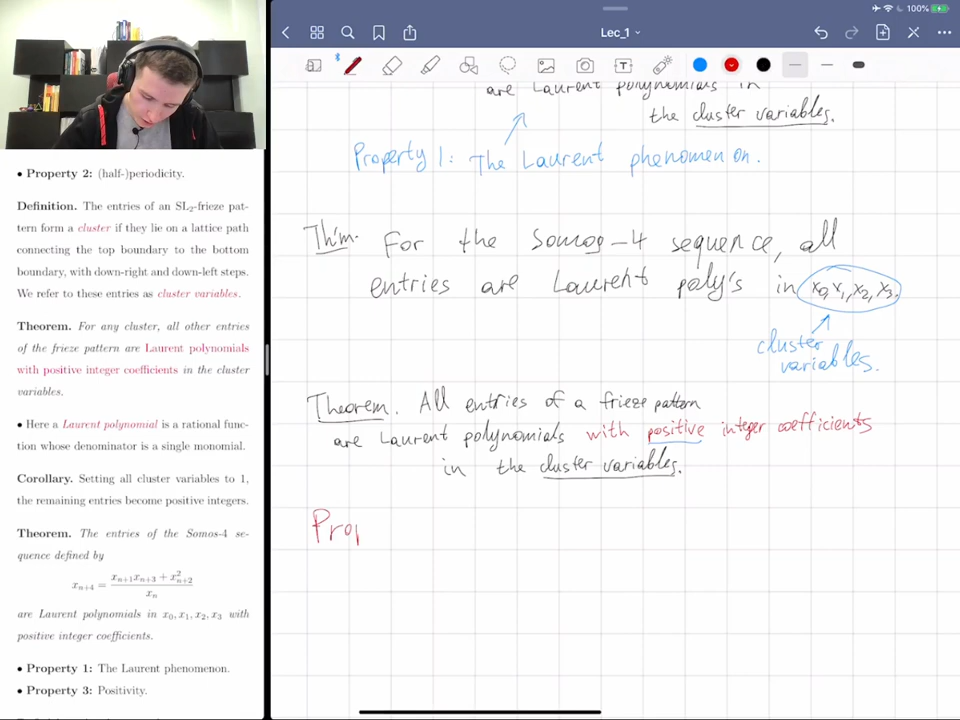 • Property 2: (half-)periodicity.
Definition. The entries of an SL₂-frieze pat-
tern form a cluster if they lie on a lattice path
connecting the top boundary to the bottom
boundary, with down-right and down-left steps.
We refer to these entries as cluster variables.
Theorem. For any cluster, all other entries
of the frieze pattern are Laurent polynomials
with positive integer coefficients in the cluster
variables.
• Here a Laurent polynomial is a rational func-
tion whose denominator is a single monomial.
Corollary. Setting all cluster variables to 1,
the remaining entries become positive integers.
Theorem. The entries of the Somos-4 se-
quence defined by
xₙ₊₄ = (xₙ₊₁xₙ₊₃ + x²ₙ₊₂) / xₙ
are Laurent polynomials in x₀, x₁, x₂, x₃ with
positive integer coefficients.
• Property 1: The Laurent phenomenon.
• Property 3: Positivity.
100%
Lec_1
are Laurent polynomials in
the cluster variables.
Property 1: The Laurent phenomenon.
Th'm. For the Somos-4 sequence, all
entries are Laurent poly's in x₀, x₁, x₂, x₃.
cluster
variables.
Theorem. All entries of a frieze pattern
are Laurent polynomials with positive integer coefficients
in the cluster variables.
Prop